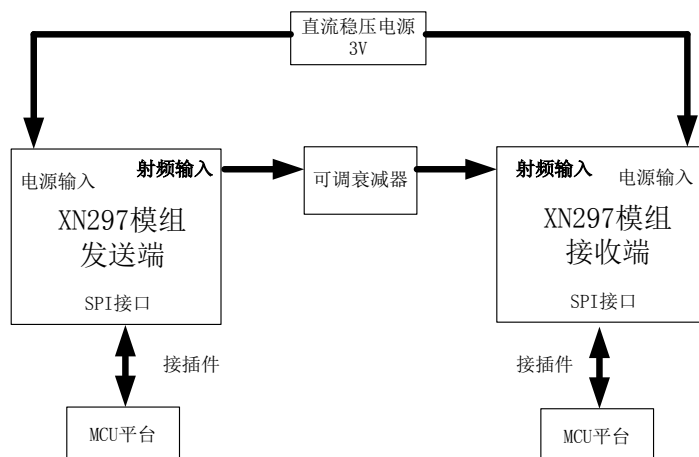 直流稳压电源
3V
电源输入
射频输入
XN297模组
发送端
SPI接口
可调衰减器
射频输入
电源输入
XN297模组
接收端
SPI接口
接插件
接插件
MCU平台
MCU平台